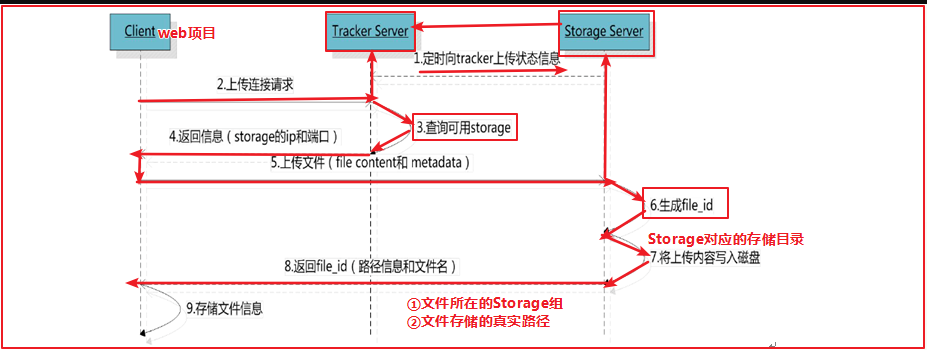 Client web项目
Tracker Server
Storage Server
1.定时向tracker上传状态信息
2.上传连接请求
3.查询可用storage
4.返回信息（storage的ip和端口）
5.上传文件（file content和 metadata）
6.生成file_id
Storage对应的存储目录
7.将上传内容写入磁盘
8.返回file_id（路径信息和文件名）
9.存储文件信息
①文件所在的Storage组
②文件存储的真实路径